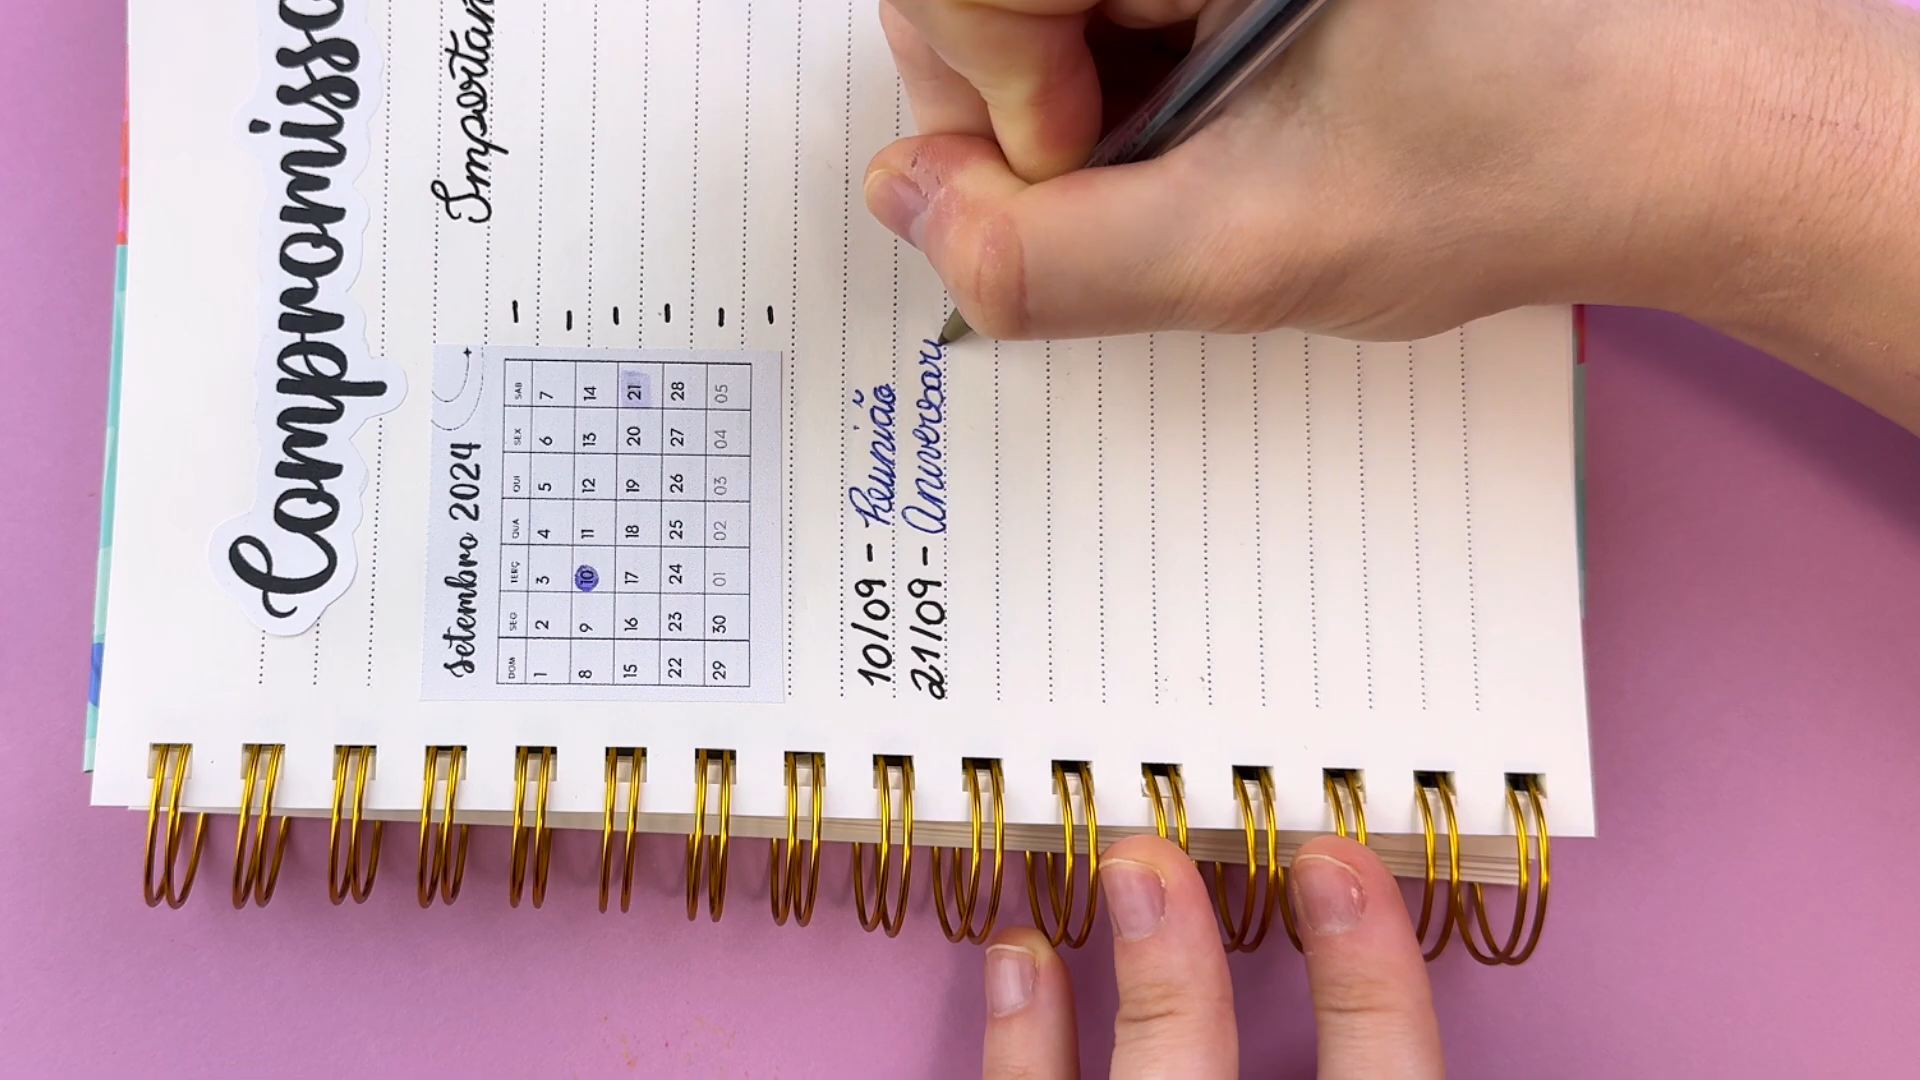 Compromisso
setembro 2024
Importan
DOM SEG TERÇ QUA QUI SEX SAB
1 2 3 4 5 6 7
8 9 10 11 12 13 14
15 16 17 18 19 20 21
22 23 24 25 26 27 28
29 30 01 02 03 04 05
-
-
-
-
-
-
10/09 - Reunião
21/09 - Aniversari